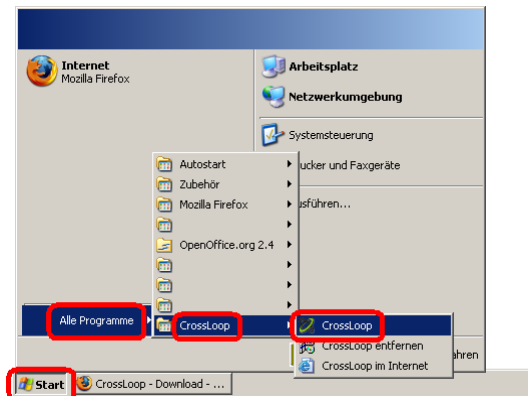 Internet
Mozilla Firefox
Arbeitsplatz
Netzwerkumgebung
Systemsteuerung
ucker und Faxgeräte
usführen...
Autostart
Zubehör
Mozilla Firefox
OpenOffice.org 2.4
CrossLoop
Alle Programme
CrossLoop
CrossLoop entfernen
CrossLoop im Internet
ahren
Start
CrossLoop - Download - ...